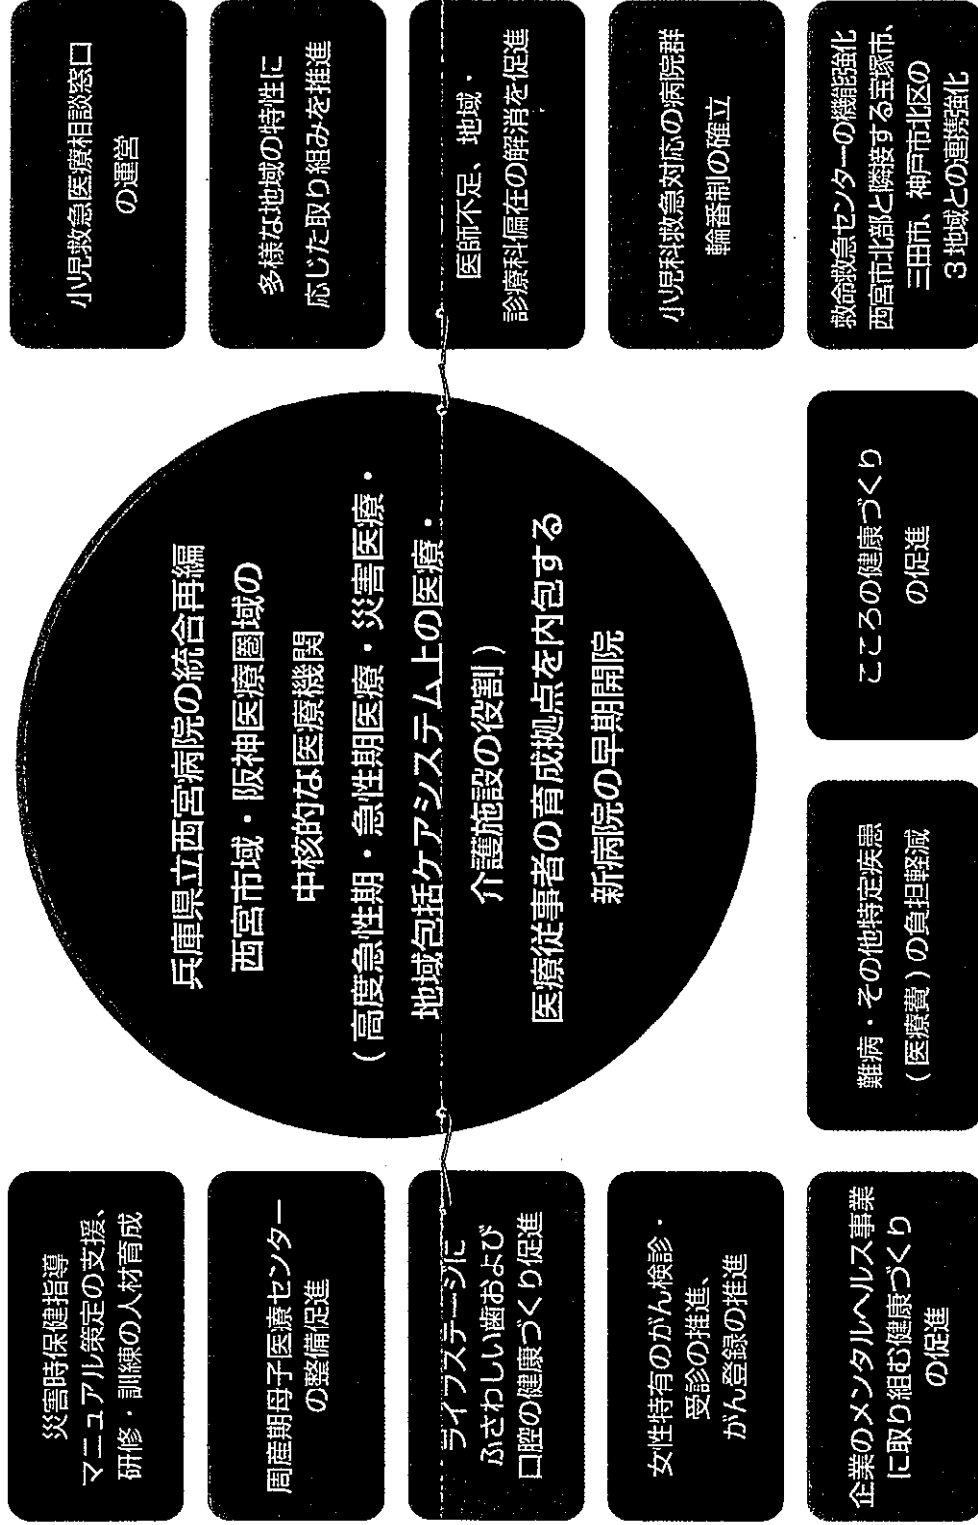 災害時保健指導
マニュアル策定の支援、
研修・訓練の人材育成
周産期母子医療センター
の整備促進
ライフステージに
ふさわしい歯および
口腔の健康づくり促進
女性特有のがん検診・
受診の推進、
がん登録の推進
企業のメンタルヘルス事業
に取り組む健康づくり
の促進
兵庫県立西宮病院の統合再編
西宮市域・阪神医療圏域の
中核的な医療機関
(高度急性期・急性期医療・災害医療・
地域包括ケアシステム上の医療・
介護施設の役割)
医療従事者の育成拠点を内包する
新病院の早期開院
難病・その他特定疾患
(医療費)の負担軽減
こころの健康づくり
の促進
小児救急医療相談窓口
の運営
多様な地域の特性に
応じた取り組みを推進
医師不足、地域・
診療科偏在の解消を促進
小児科救急対応の病院群
輪番制の確立
救命救急センターの機能強化
西宮市北部と隣接する宝塚市、
三田市、神戸市北区の
3地域との連携強化